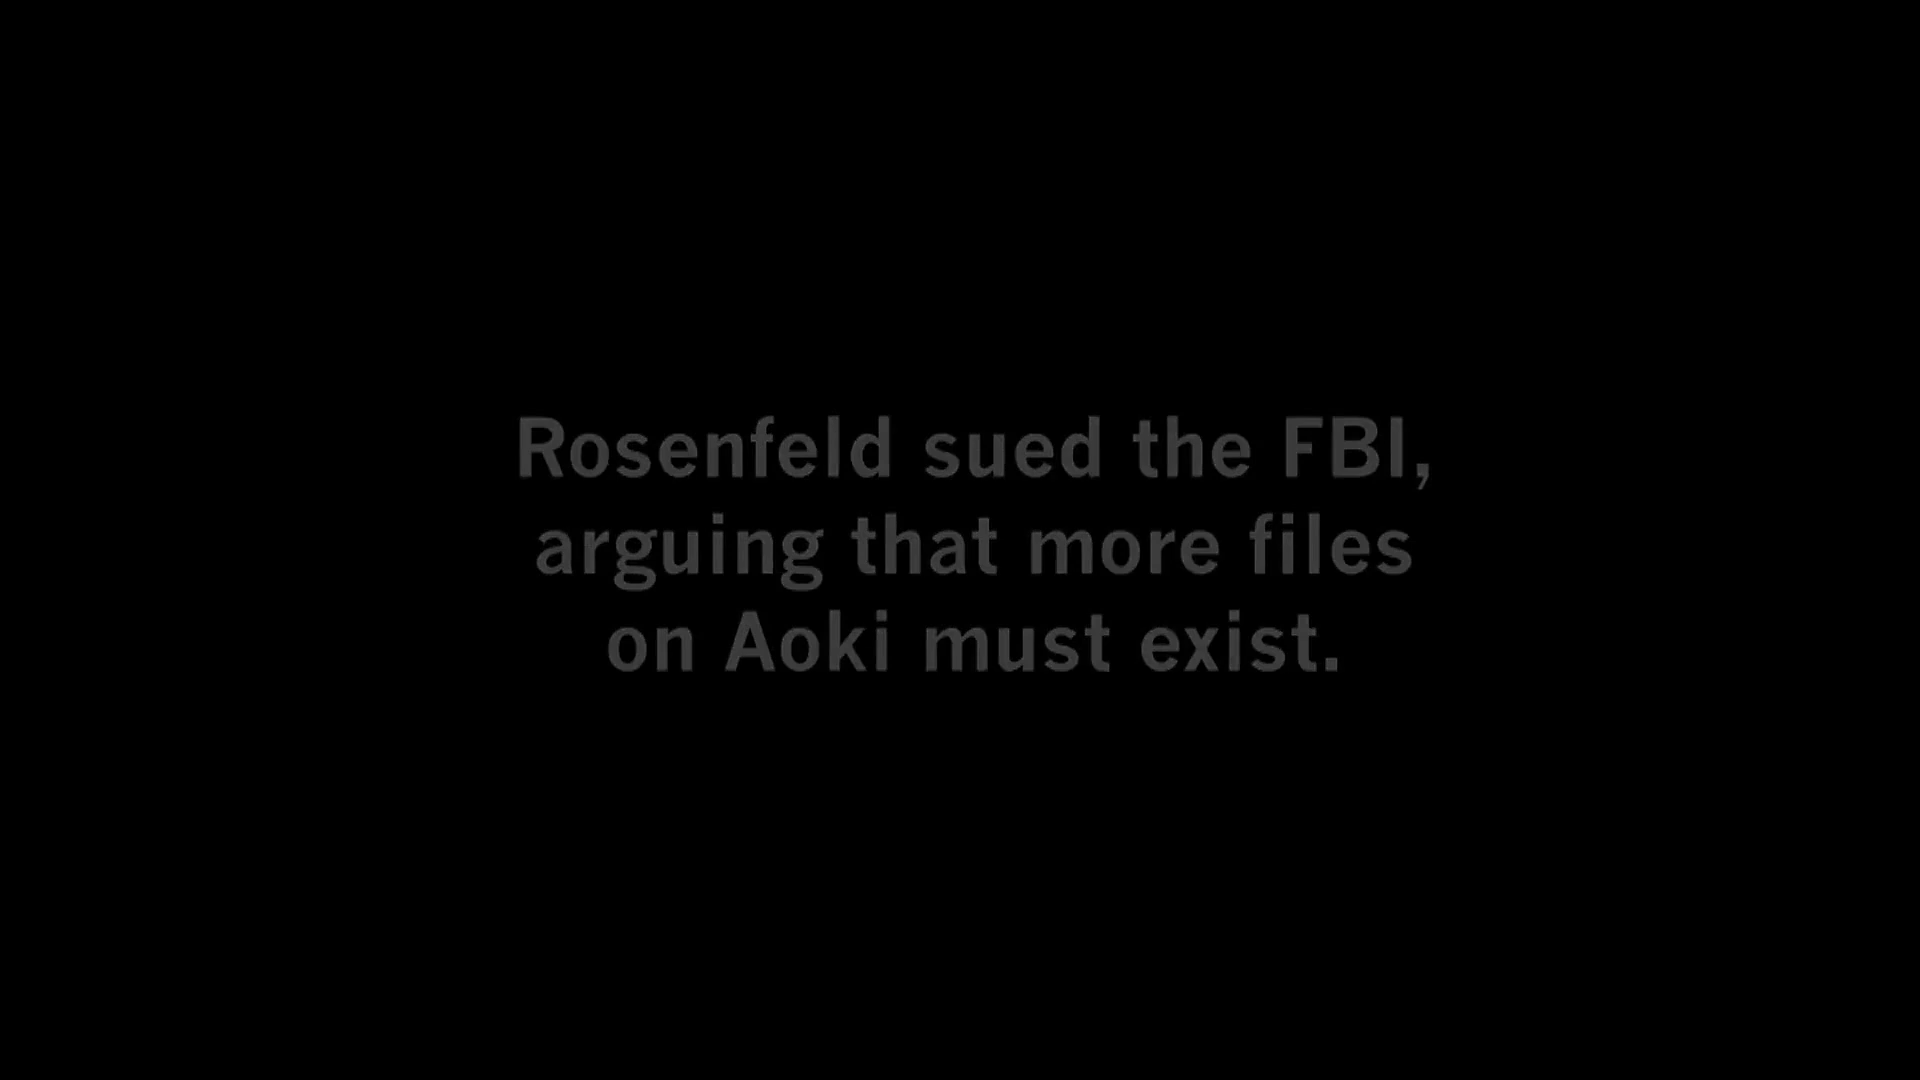 Rosenfeld sued the FBI,
arguing that more files
on Aoki must exist.